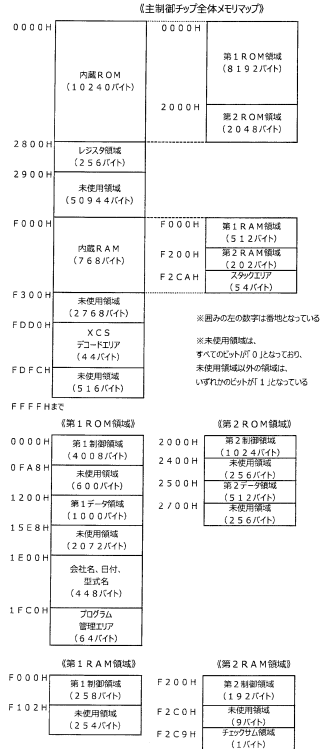 《主制御チップ全体メモリマップ》
0000H
内蔵ROM
(10240バイト)
2800H
レジスタ領域
(256バイト)
2900H
未使用領域
(50944バイト)
F000H
内蔵RAM
(768バイト)
F300H
未使用領域
(2768バイト)
FDD0H
XCS
デコードエリア
(44バイト)
FDFCH
未使用領域
(516バイト)
FFFFHまで
0000H
第1ROM領域
(8192バイト)
2000H
第2ROM領域
(2048バイト)
F000H
第1RAM領域
(512バイト)
F200H
第2RAM領域
(202バイト)
F2CAH
スタックエリア
(54バイト)
※囲みの左の数字は番地となっている
※未使用領域は、
すべてのビットが「0」となっており、
未使用領域以外の領域は、
いずれかのビットが「1」となっている
《第1ROM領域》
0000H
第1制御領域
(4008バイト)
0FA8H
未使用領域
(600バイト)
1200H
第1データ領域
(1000バイト)
15E8H
未使用領域
(2072バイト)
1E00H
会社名、日付、
型式名
(448バイト)
1FC0H
プログラム
管理エリア
(64バイト)
《第2ROM領域》
2000H
第2制御領域
(1024バイト)
2400H
未使用領域
(256バイト)
2500H
第2データ領域
(512バイト)
2700H
未使用領域
(256バイト)
《第1RAM領域》
F000H
第1制御領域
(258バイト)
F102H
未使用領域
(254バイト)
《第2RAM領域》
F200H
第2制御領域
(192バイト)
F2C0H
未使用領域
(9バイト)
F2C9H
チェックサム領域
(1バイト)